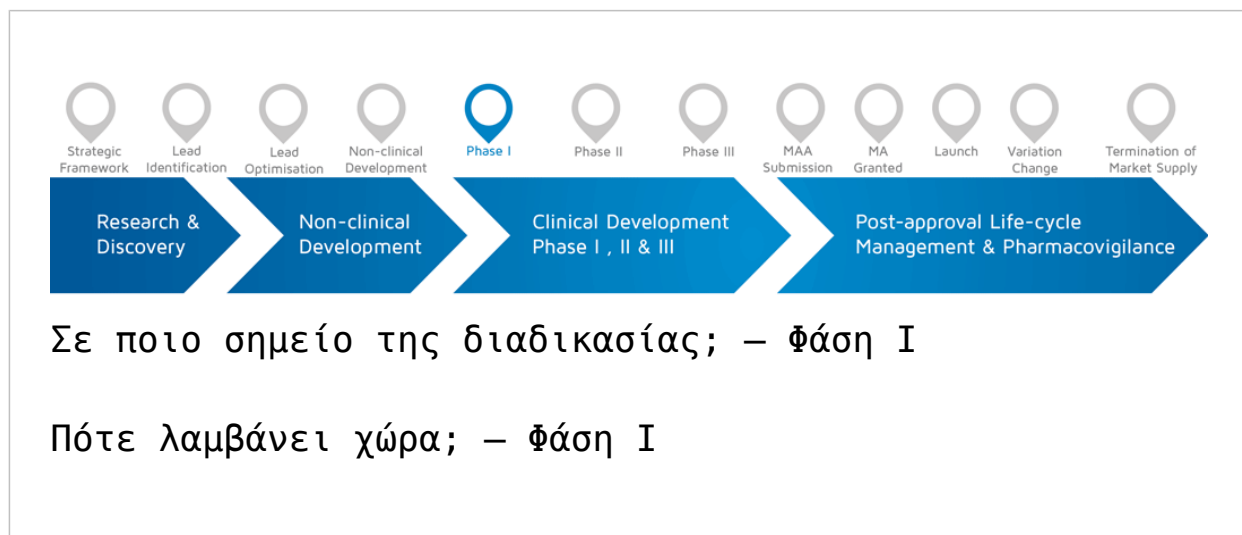 Strategic Framework
Lead Identification
Lead Optimisation
Non-clinical Development
Phase I
Phase II
Phase III
MAA Submission
MA Granted
Launch
Variation Change
Termination of Market Supply
Research & Discovery
Non-clinical Development
Clinical Development
Phase I , II & III
Post-approval Life-cycle
Management & Pharmacovigilance
Σε ποιο σημείο της διαδικασίας; — Φάση I
Πότε λαμβάνει χώρα; — Φάση I